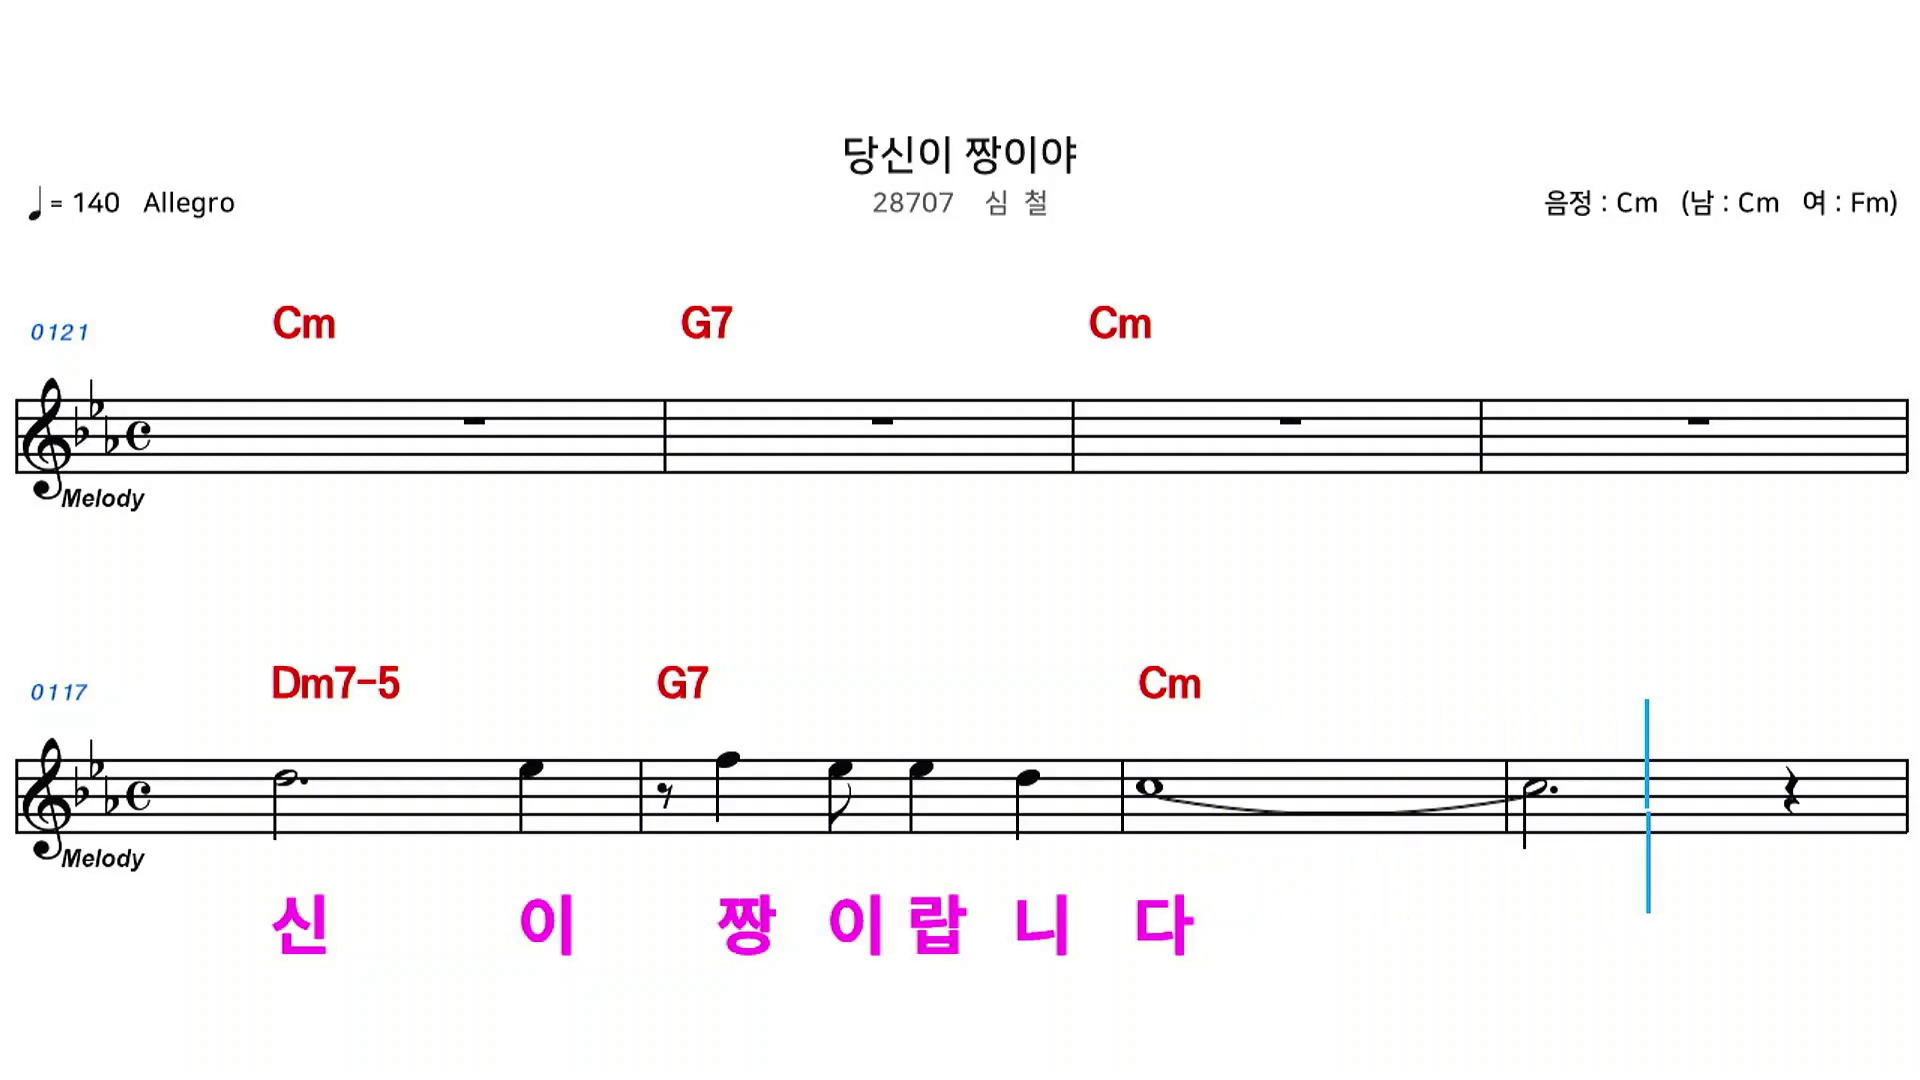 당신이 짱이야
♩= 140 Allegro 28707 심 철 음정 : Cm (남 : Cm 여 : Fm)
0121 Cm G7 Cm
Melody
0117 Dm7-5 G7 Cm
Melody
신 이 짱 이 랍 니 다